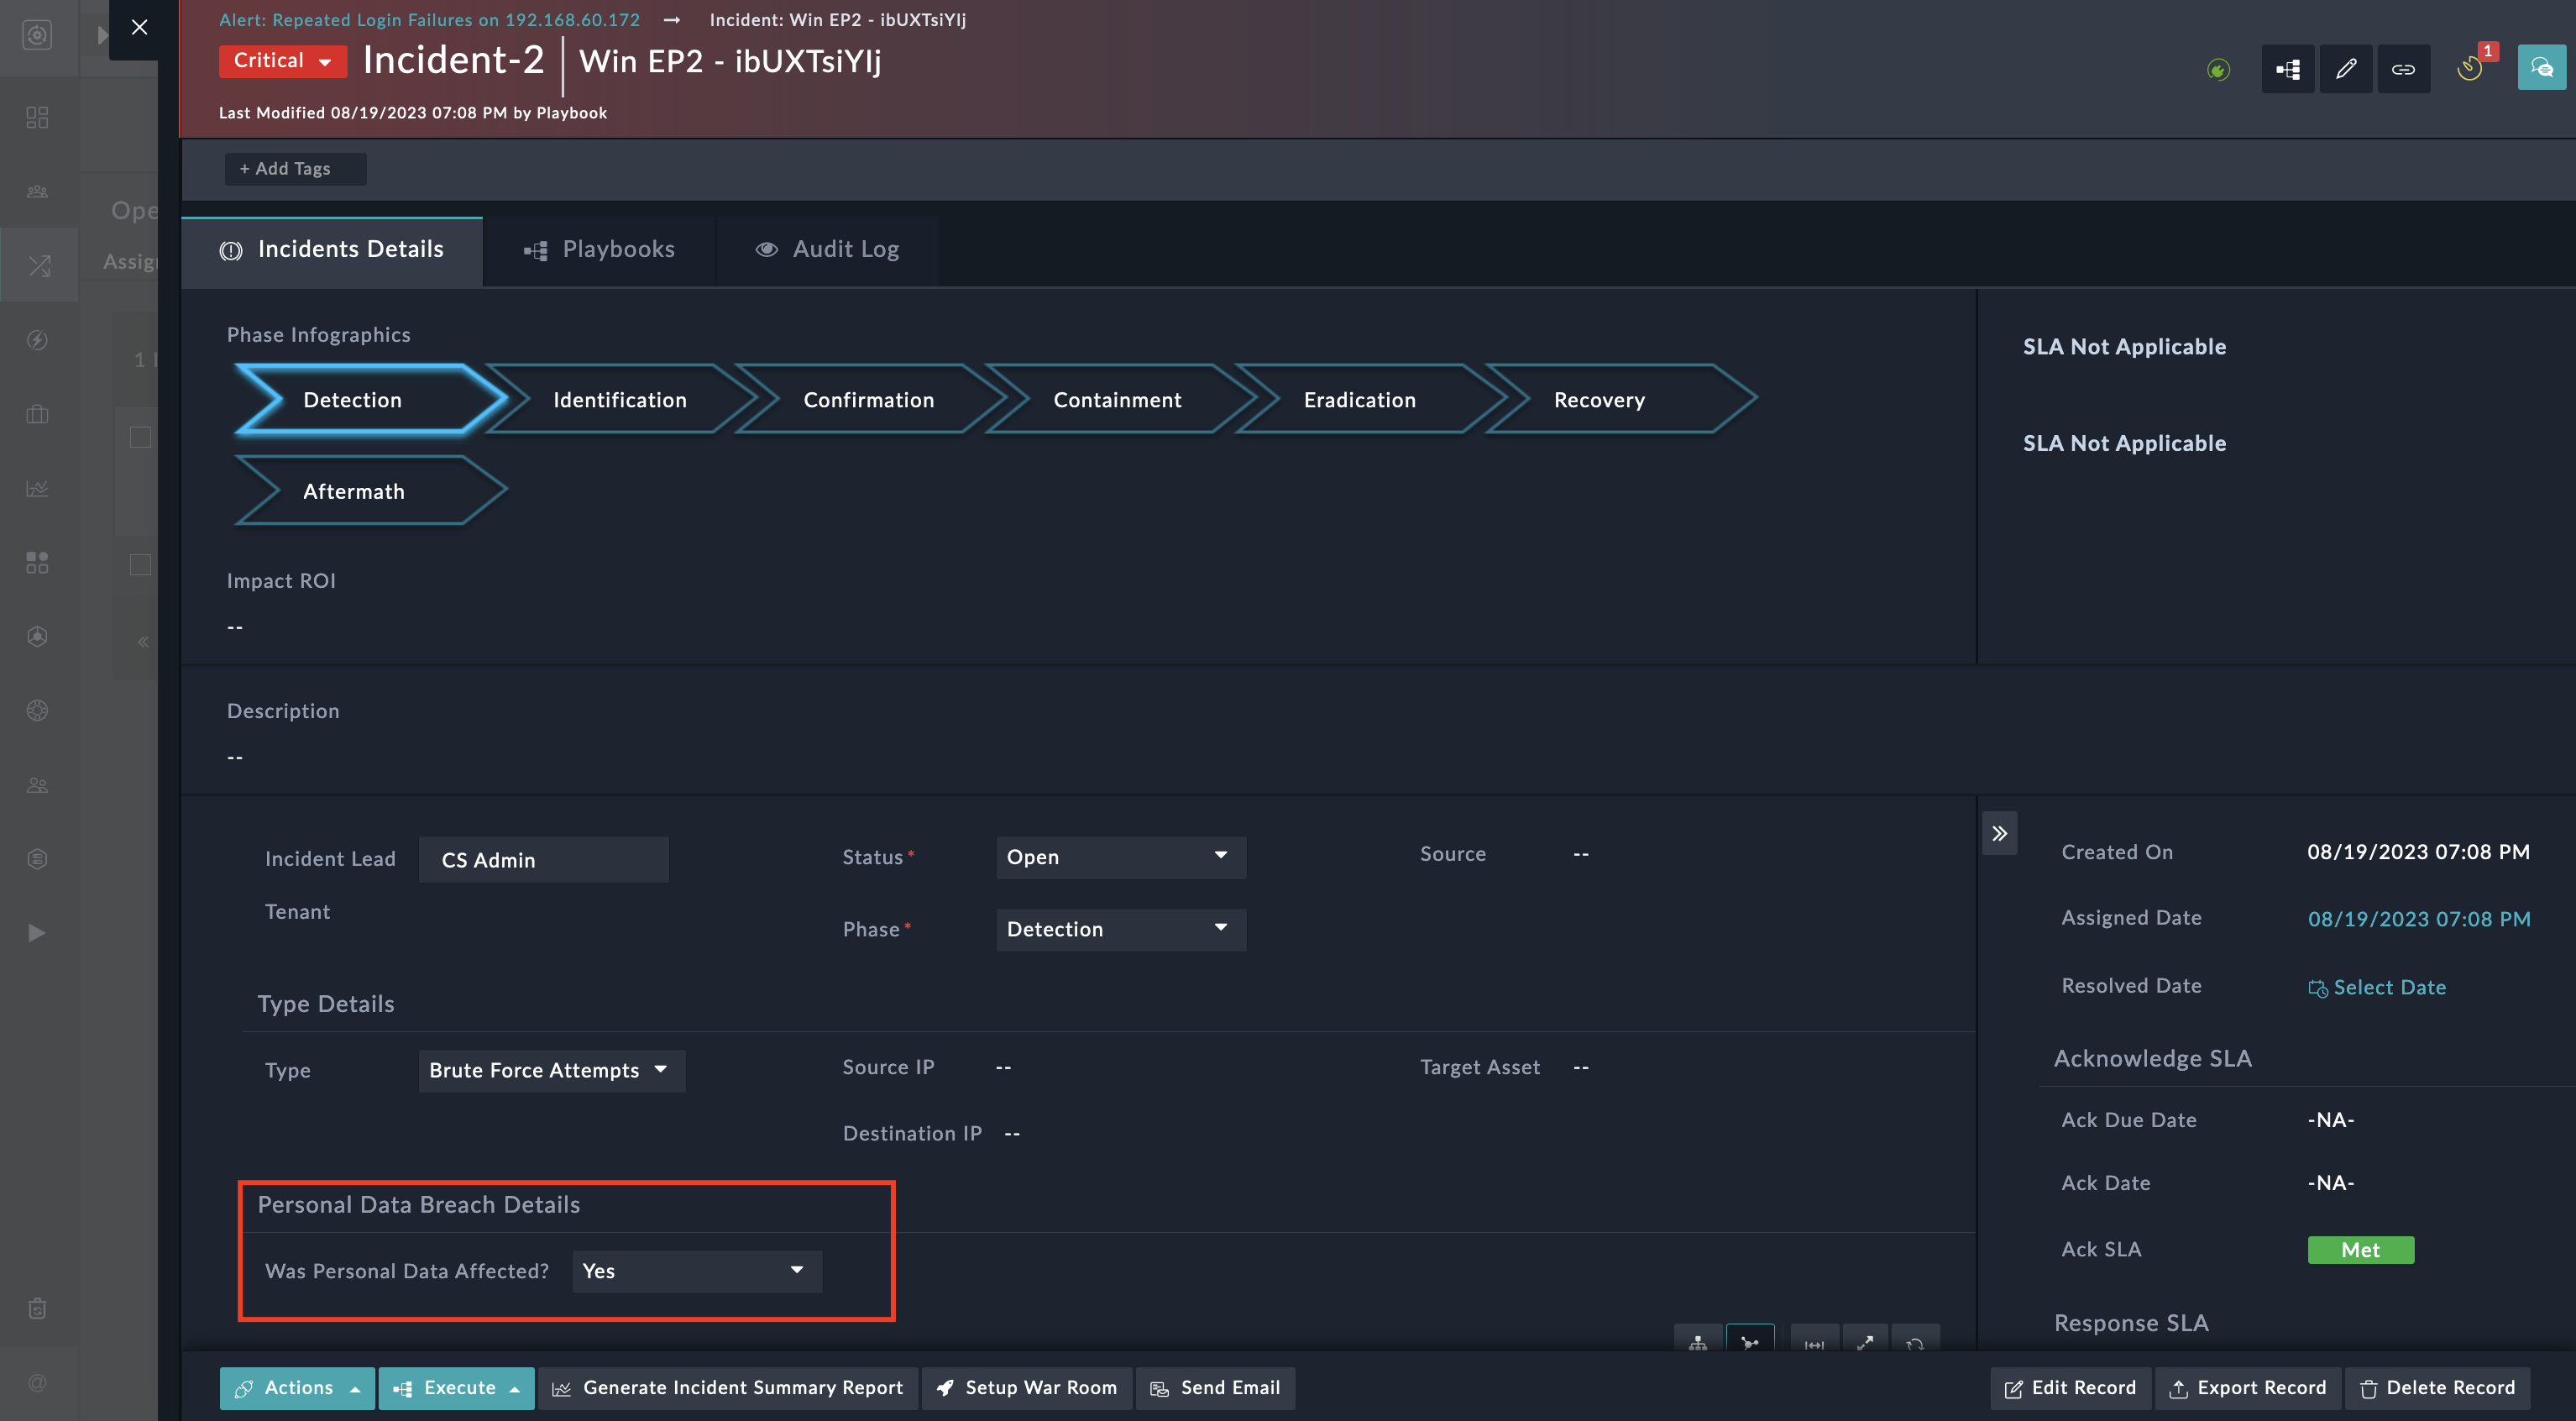 Alert: Repeated Login Failures on 192.168.60.172 → Incident: Win EP2 - ibUXTsiYIj
Critical Incident-2 Win EP2 - ibUXTsiYIj
1
Last Modified 08/19/2023 07:08 PM by Playbook
+ Add Tags
Ope
Assig
Incidents Details Playbooks Audit Log
Phase Infographics
SLA Not Applicable
1
Detection Identification Confirmation Containment Eradication Recovery
SLA Not Applicable
Aftermath
Impact ROI
--
Description
--
Incident Lead CS Admin Status* Open Source --
Created On 08/19/2023 07:08 PM
Tenant
Phase* Detection
Assigned Date 08/19/2023 07:08 PM
Resolved Date Select Date
Type Details
Acknowledge SLA
Type Brute Force Attempts Source IP -- Target Asset --
Ack Due Date -NA-
Destination IP --
Ack Date -NA-
Personal Data Breach Details
Ack SLA Met
Was Personal Data Affected? Yes
Response SLA
Actions Execute Generate Incident Summary Report Setup War Room Send Email Edit Record Export Record Delete Record